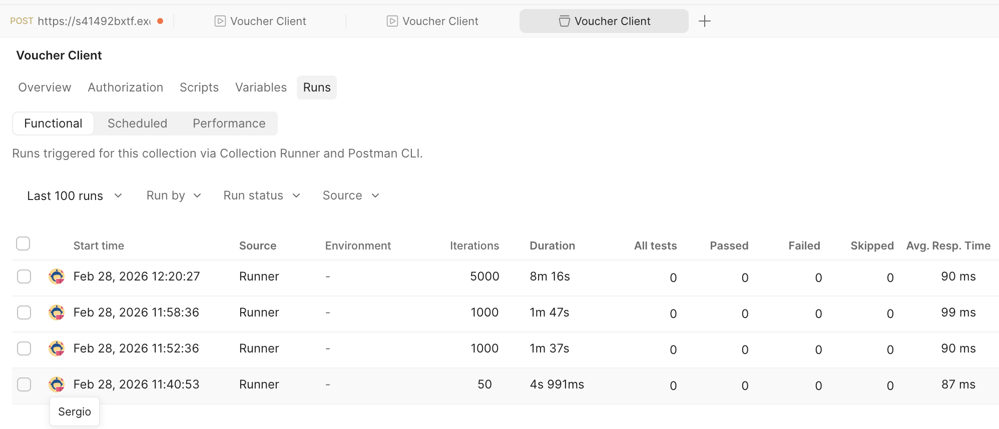 POST https://s41492bxtf.exe Voucher Client Voucher Client Voucher Client
Voucher Client
Overview Authorization Scripts Variables Runs
Functional Scheduled Performance
Runs triggered for this collection via Collection Runner and Postman CLI.
Last 100 runs Run by Run status Source
Start time Source Environment Iterations Duration All tests Passed Failed Skipped Avg. Resp. Time
Feb 28, 2026 12:20:27 Runner - 5000 8m 16s 0 0 0 0 90 ms
Feb 28, 2026 11:58:36 Runner - 1000 1m 47s 0 0 0 0 99 ms
Feb 28, 2026 11:52:36 Runner - 1000 1m 37s 0 0 0 0 90 ms
Feb 28, 2026 11:40:53 Runner - 50 4s 991ms 0 0 0 0 87 ms
Sergio